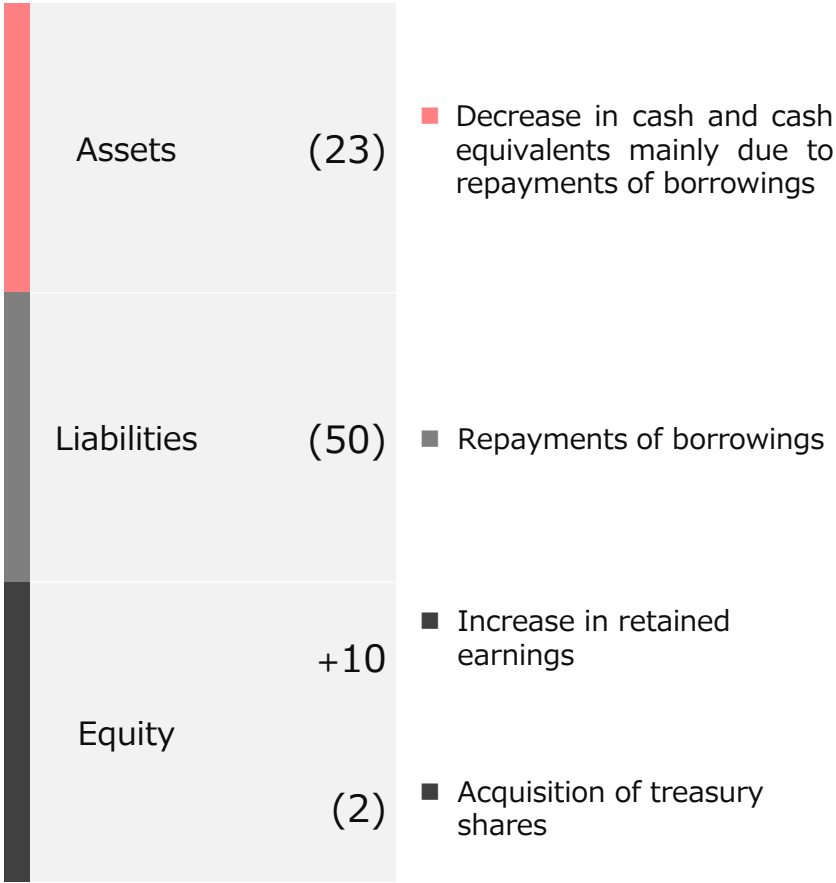 Assets (23)
■ Decrease in cash and cash
equivalents mainly due to
repayments of borrowings
Liabilities (50)
■ Repayments of borrowings
Equity
+10
■ Increase in retained
earnings
(2)
■ Acquisition of treasury
shares